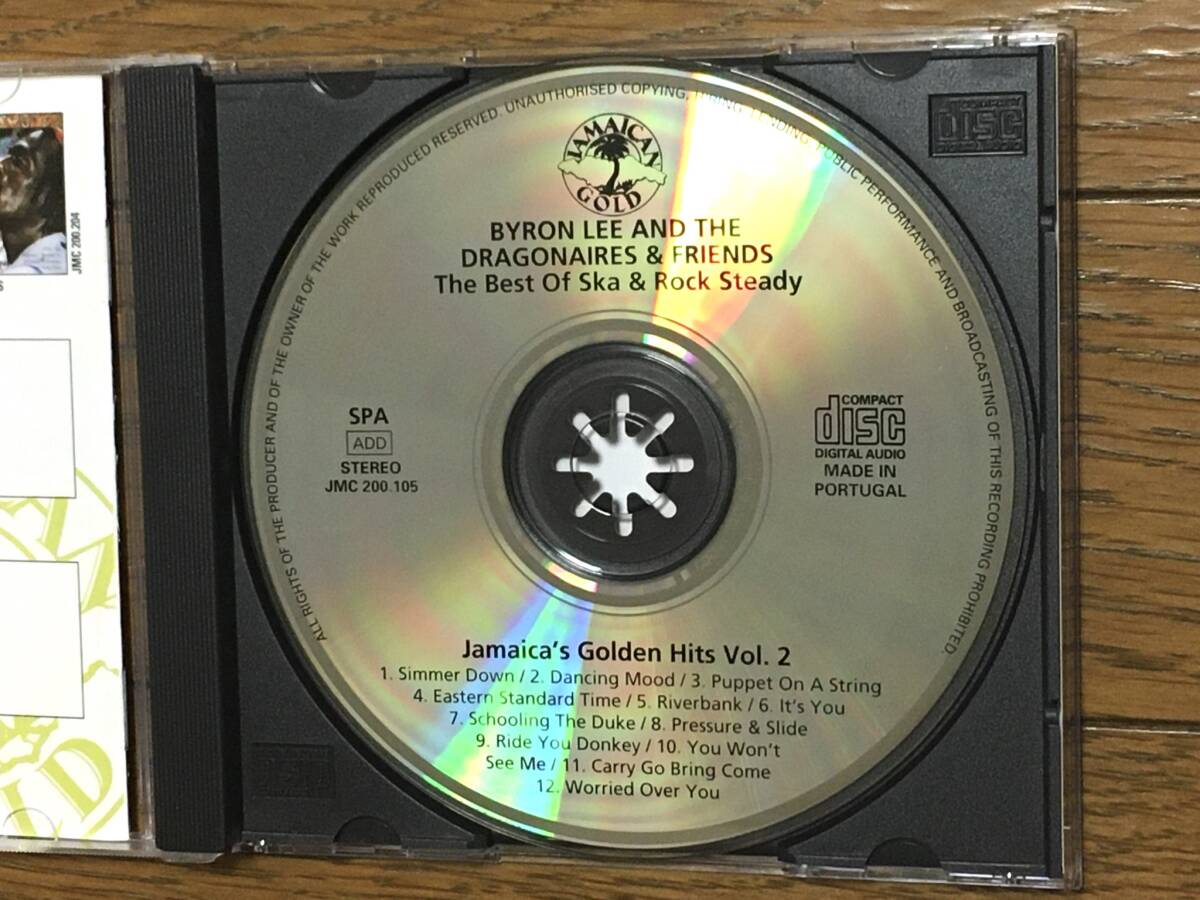 ALL RIGHTS OF THE PRODUCER AND OF THE OWNER OF THE WORK REPRODUCED RESERVED. UNAUTHORISED COPYING, HIRING, LENDING, PUBLIC PERFORMANCE AND BROADCASTING OF THIS RECORDING PROHIBITED.
JAMAICAN
GOLD
BYRON LEE AND THE
DRAGONAIRES & FRIENDS
The Best Of Ska & Rock Steady
SPA
ADD
STEREO
JMC 200.105
COMPACT
disc
DIGITAL AUDIO
MADE IN
PORTUGAL
Jamaica's Golden Hits Vol. 2
1. Simmer Down / 2. Dancing Mood / 3. Puppet On A String
4. Eastern Standard Time / 5. Riverbank / 6. It's You
7. Schooling The Duke / 8. Pressure & Slide
9. Ride You Donkey / 10. You Won't
See Me / 11. Carry Go Bring Come
12. Worried Over You
JMC 200.204
COMPACT
disc